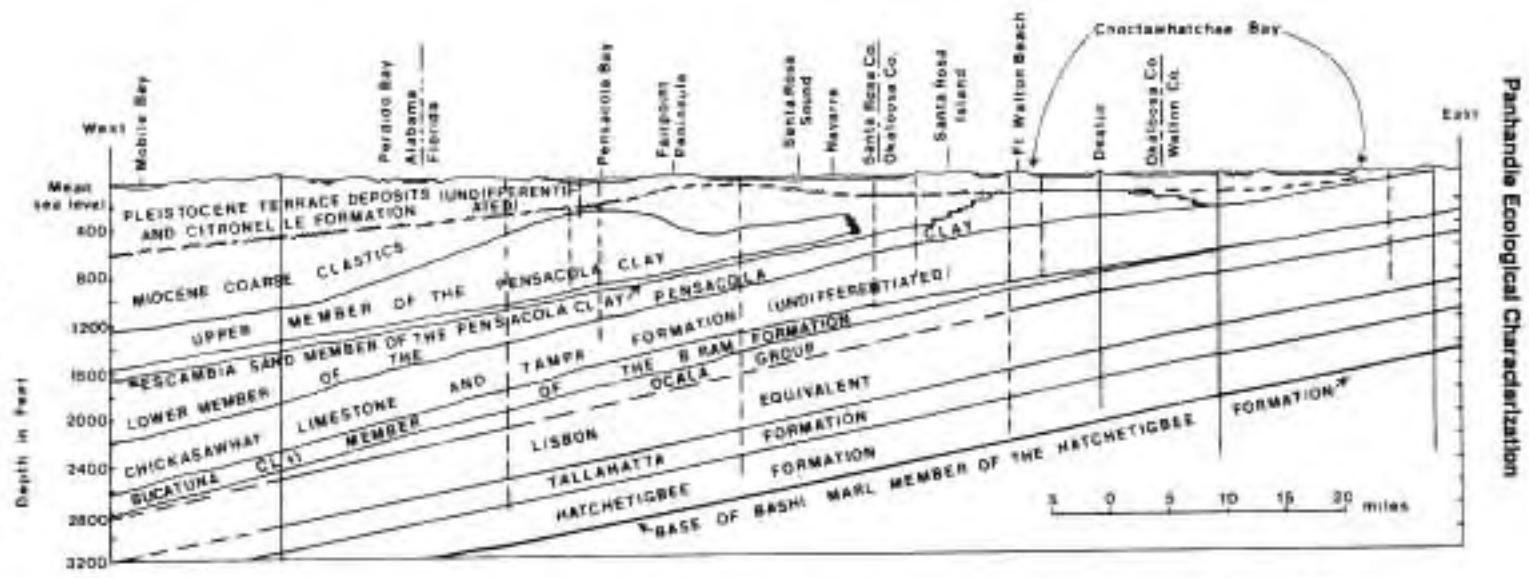 Choctawhatchee Bay
West
Mobile Bay
Perdido Bay
Alabama
Florida
Pensacola Bay
Fairpoint
Peninsula
Santa Rosa
Sound
Navarre
Santa Rosa Co.
Okaloosa Co.
Santa Rosa
Island
Ft Walton Beach
Destin
Okaloosa Co.
Walton Co.
East
Mean
sea level
400
800
1200
1600
2000
2400
2800
3200
Depth in Feet
PLEISTOCENE TERRACE DEPOSITS (UNDIFFERENTI
ATED)
AND CITRONELLE FORMATION
MIOCENE COARSE CLASTICS
UPPER MEMBER OF THE PENSACOLA CLAY
ESCAMBIA SAND MEMBER OF THE PENSACOLA CLAY
LOWER MEMBER OF THE PENSACOLA CLAY
CHICKASAWHAY LIMESTONE AND TAMPA FORMATION (UNDIFFERENTIATED)
BUCATUNA CLAY MEMBER OF THE BRAM FORMATION
OCALA GROUP
LISBON EQUIVALENT
TALLAHATTA FORMATION
HATCHETIGBEE FORMATION
BASE OF BASHI MARL MEMBER OF THE HATCHETIGBEE FORMATION
5 0 5 10 15 20 miles
Panhandle Ecological Characterization